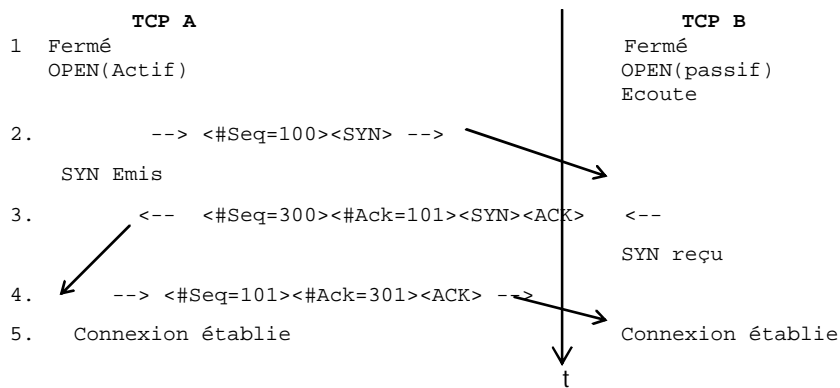 TCP A TCP B
1 Fermé Fermé
OPEN(Actif) OPEN(passif)
Ecoute
2. --> <#Seq=100><SYN> -->
SYN Emis
3. <-- <#Seq=300><#Ack=101><SYN><ACK> <--
SYN reçu
4. --> <#Seq=101><#Ack=301><ACK> -->
5. Connexion établie Connexion établie
t